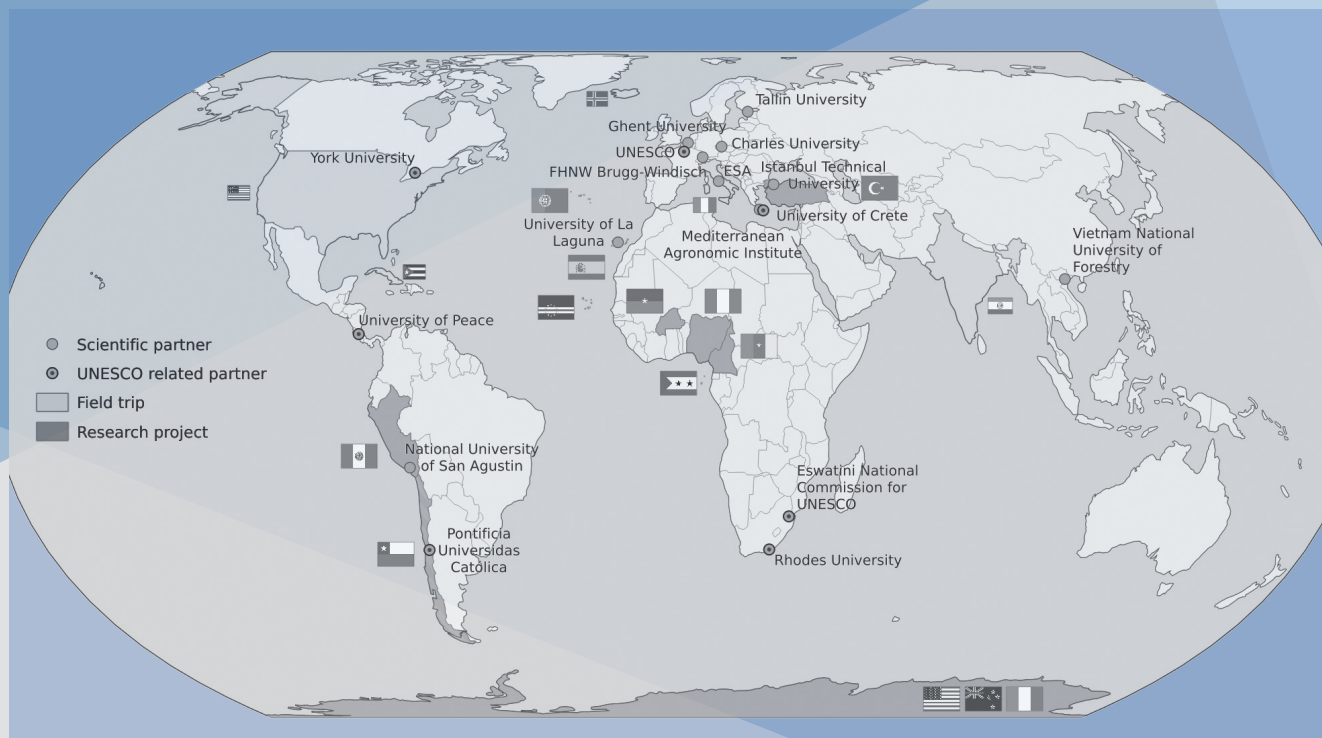 Tallin University
Ghent University
UNESCO
Charles University
York University
FHNW Brugg-Windisch
ESA
Istanbul Technical
University
University of Crete
University of La
Laguna
Mediterranean
Agronomic Institute
Vietnam National
University of
Forestry
University of Peace
Scientific partner
UNESCO related partner
Field trip
Research project
National University
of San Agustin
Eswatini National
Commission for
UNESCO
Pontificia
Universidas
Catòlica
Rhodes University